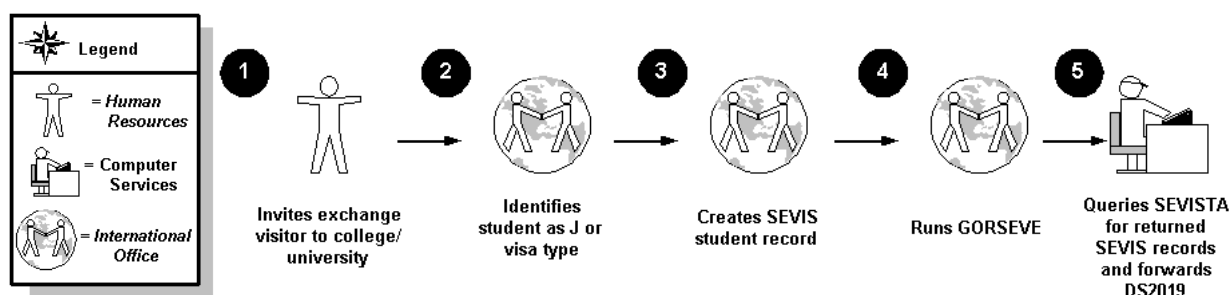 Legend
= Human
Resources
= Computer
Services
= International
Office
1
Invites exchange
visitor to college/
university
2
Identifies
student as J or
visa type
3
Creates SEVIS
student record
4
Runs GORSEVE
5
Queries SEVISTA
for returned
SEVIS records
and forwards
DS2019